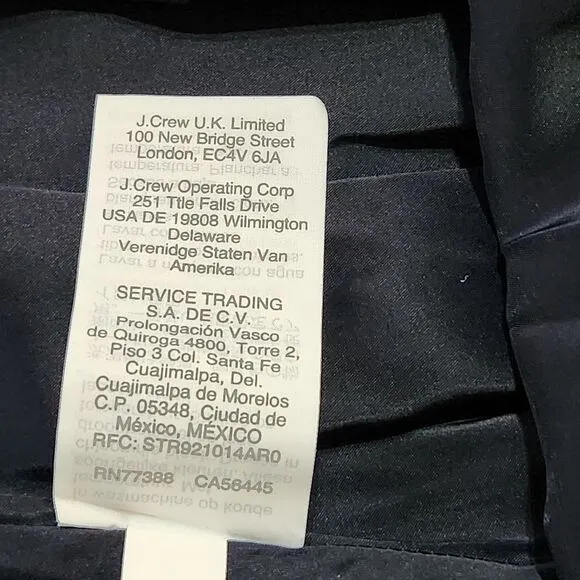 J.Crew U.K. Limited
100 New Bridge Street
London, EC4V 6JA
J.Crew Operating Corp
251 Ttle Falls Drive
USA DE 19808 Wilmington
Delaware
Verenidge Staten Van
Amerika
SERVICE TRADING
S.A. DE C.V.
Prolongación Vasco
de Quiroga 4800, Torre 2,
Piso 3 Col. Santa Fe
Cuajimalpa, Del.
Cuajimalpa de Morelos
C.P. 05348, Ciudad de
México, MÉXICO
RFC: STR921014AR0
RN77388 CA56445